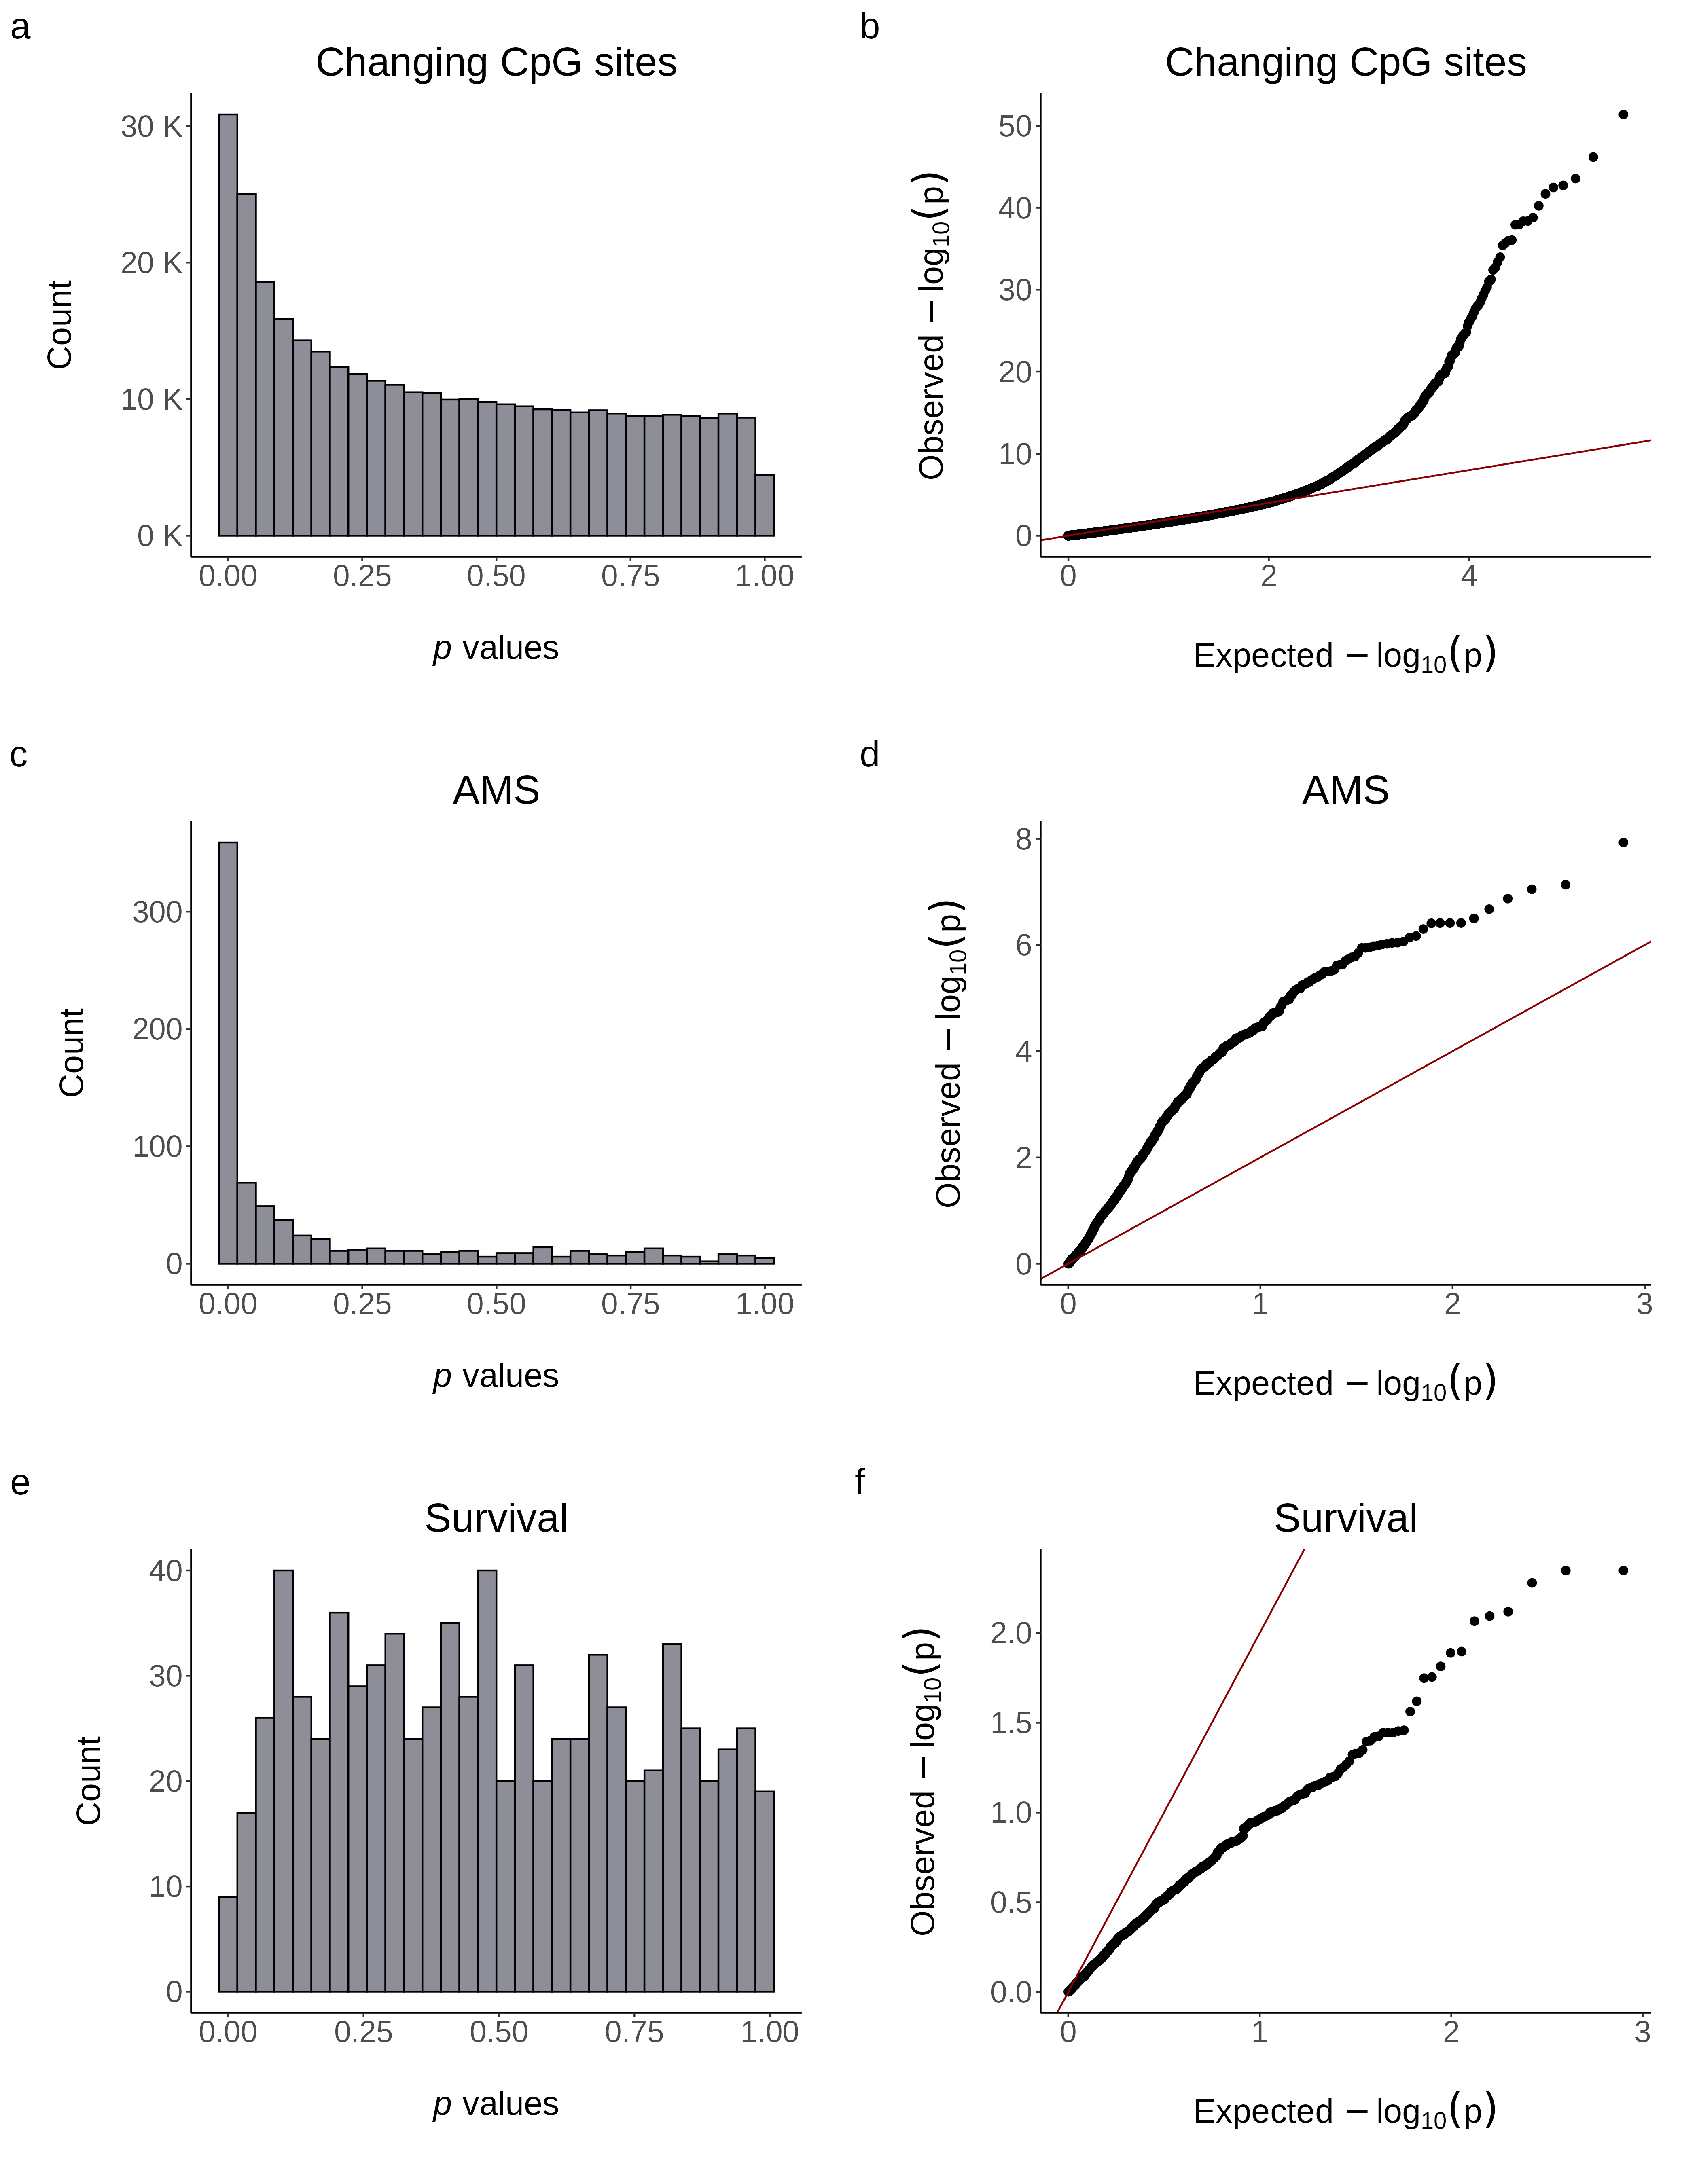 a
Changing CpG sites
Count
30 K
20 K
10 K
0 K
0.00 0.25 0.50 0.75 1.00
p values
b
Changing CpG sites
Observed −log10(p)
50
40
30
20
10
0
0 2 4
Expected −log10(p)
c
AMS
Count
300
200
100
0
0.00 0.25 0.50 0.75 1.00
p values
d
AMS
Observed −log10(p)
8
6
4
2
0
0 1 2 3
Expected −log10(p)
e
Survival
Count
40
30
20
10
0
0.00 0.25 0.50 0.75 1.00
p values
f
Survival
Observed −log10(p)
2.0
1.5
1.0
0.5
0.0
0 1 2 3
Expected −log10(p)